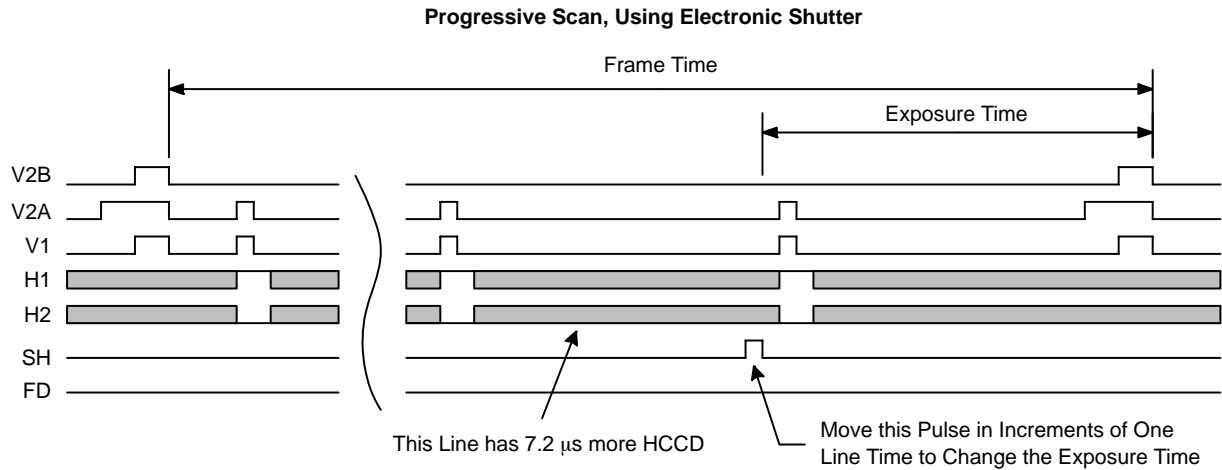 Progressive Scan, Using Electronic Shutter
Frame Time
Exposure Time
V2B
V2A
V1
H1
H2
SH
FD
This Line has 7.2 μs more HCCD
Move this Pulse in Increments of One
Line Time to Change the Exposure Time